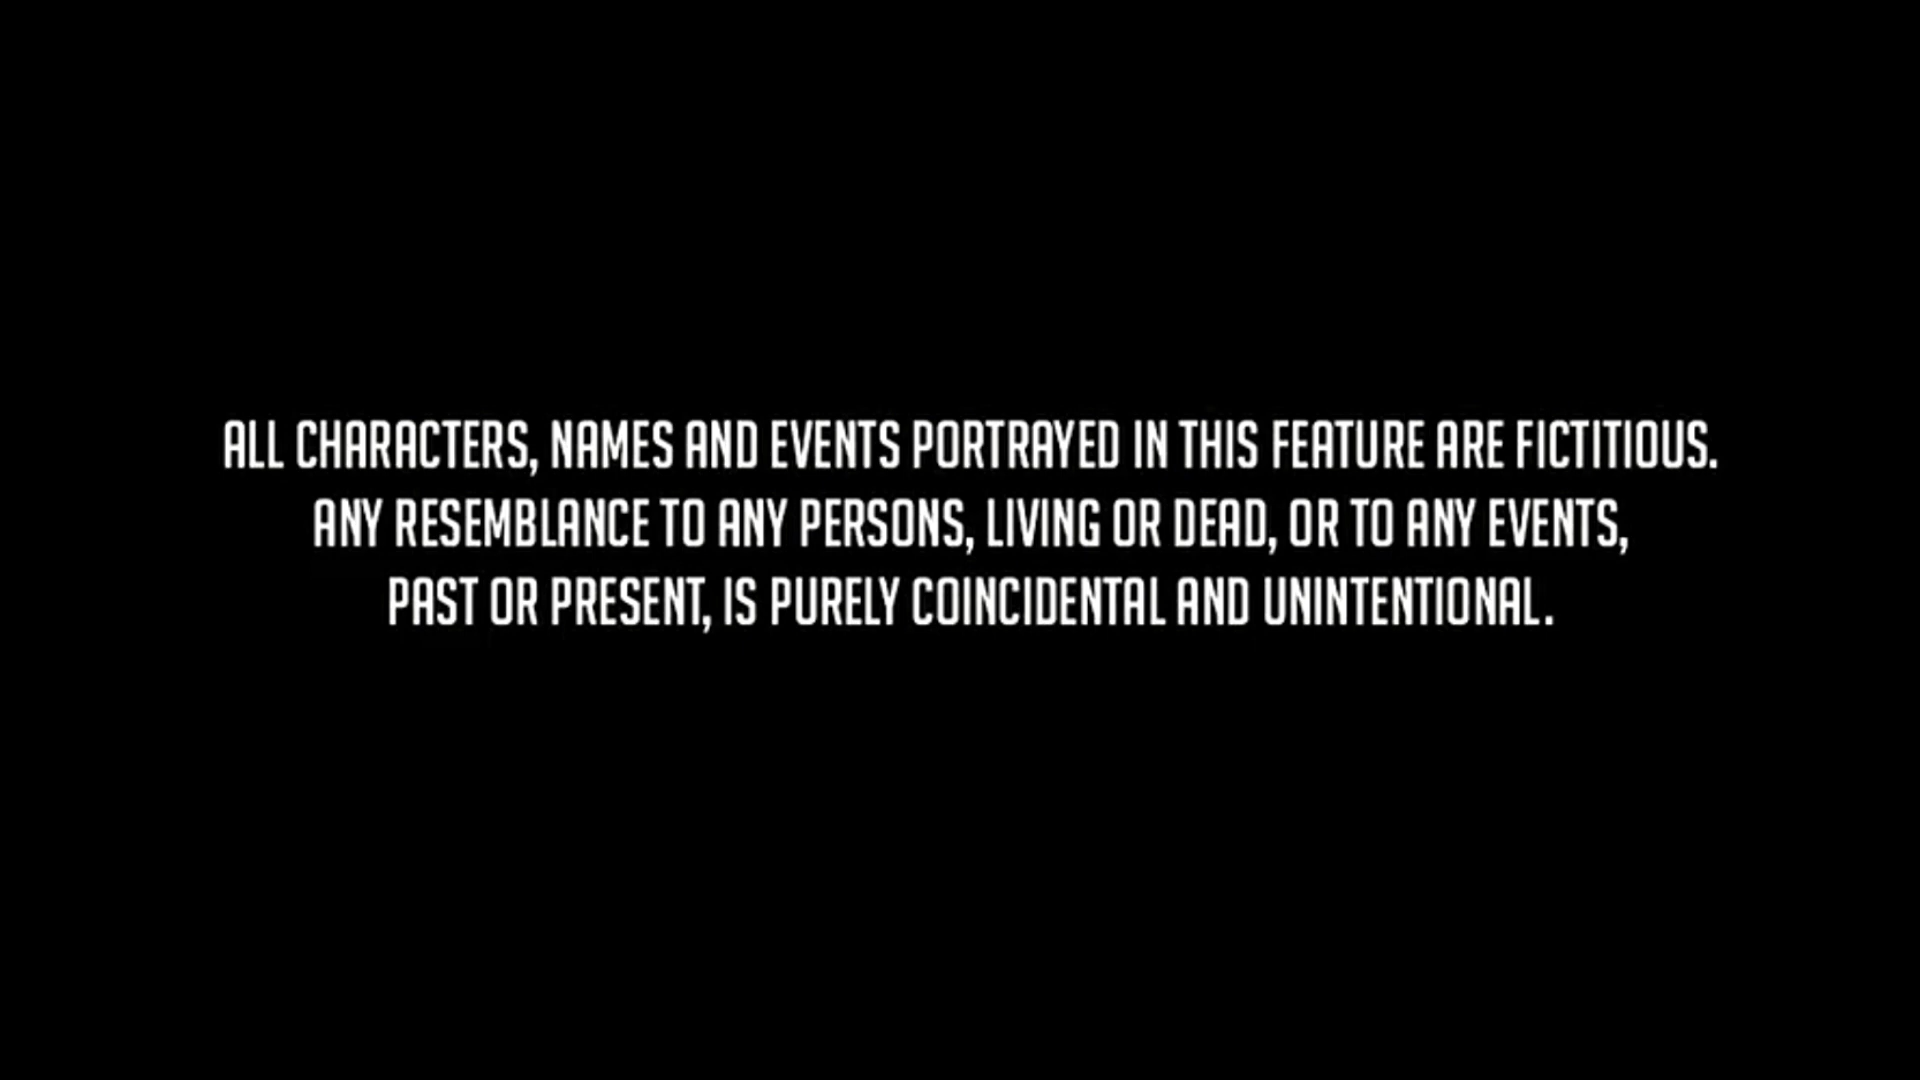 ALL CHARACTERS, NAMES AND EVENTS PORTRAYED IN THIS FEATURE ARE FICTITIOUS.
ANY RESEMBLANCE TO ANY PERSONS, LIVING OR DEAD, OR TO ANY EVENTS,
PAST OR PRESENT, IS PURELY COINCIDENTAL AND UNINTENTIONAL.